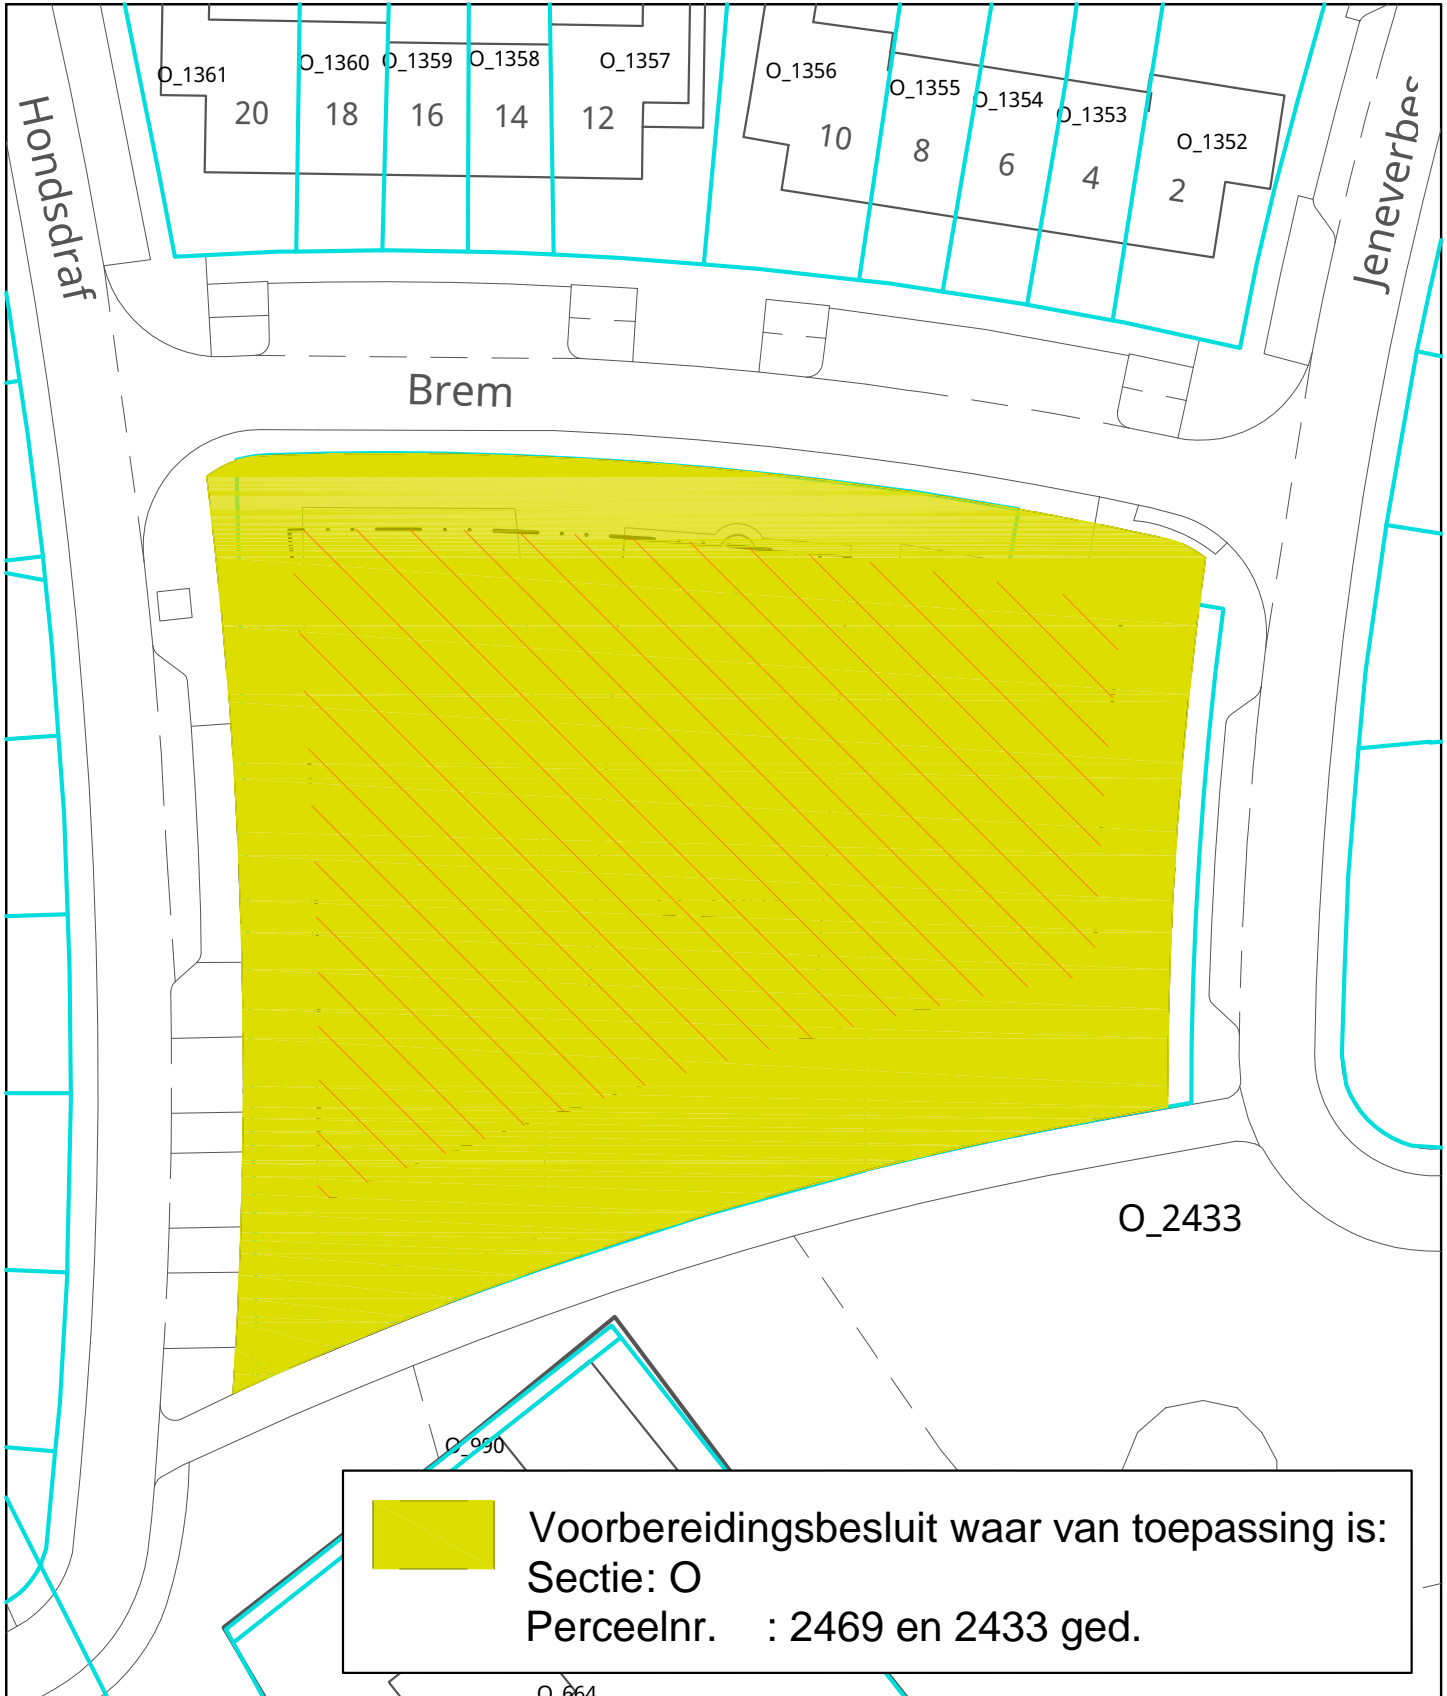 O_1361
O_1360
O_1359
O_1358
O_1357
O_1356
O_1355
O_1354
O_1353
O_1352
20
18
16
14
12
10
8
6
4
2
Hondsdraf
Jeneverbes
Brem
O_2433
O_990
Voorbereidingsbesluit waar van toepassing is:
Sectie: O
Perceelnr. : 2469 en 2433 ged.
O_664